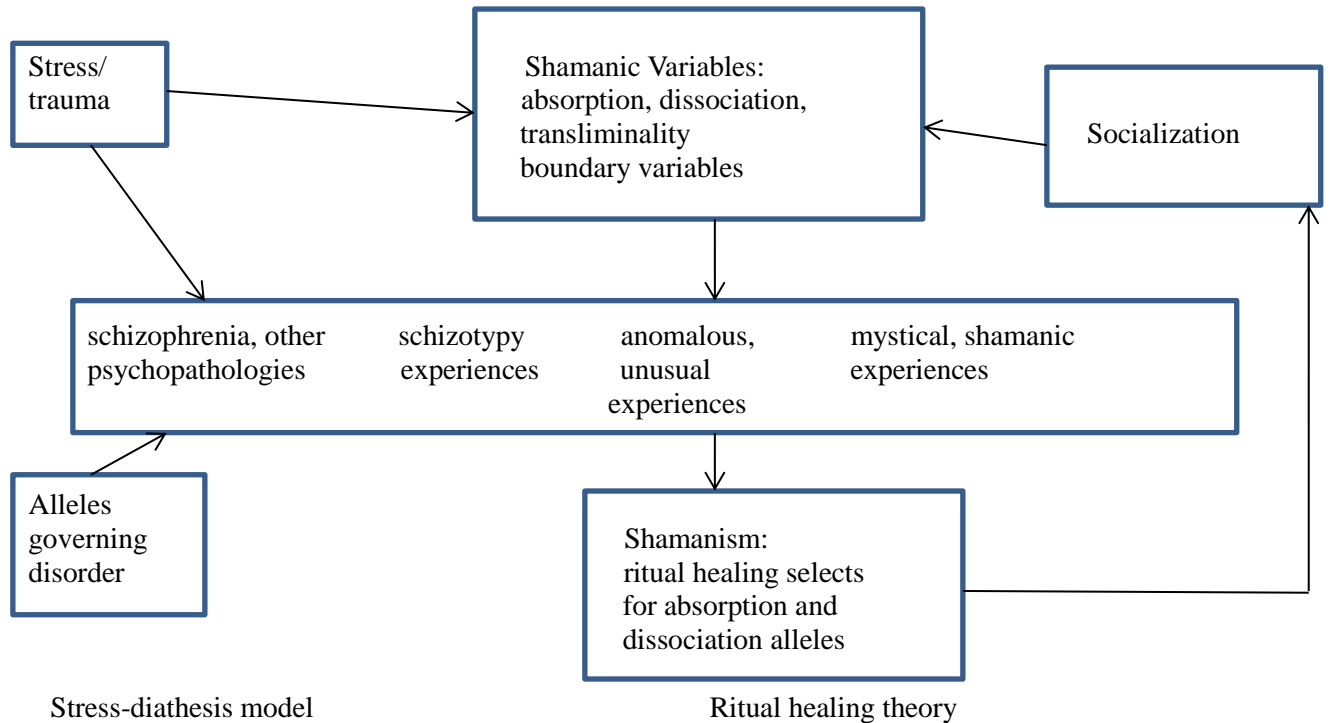 Stress/
trauma
Shamanic Variables:
absorption, dissociation,
transliminality
boundary variables
Socialization
schizophrenia, other
psychopathologies
schizotypy
experiences
anomalous,
unusual
experiences
mystical, shamanic
experiences
Alleles
governing
disorder
Shamanism:
ritual healing selects
for absorption and
dissociation alleles
Stress-diathesis model
Ritual healing theory